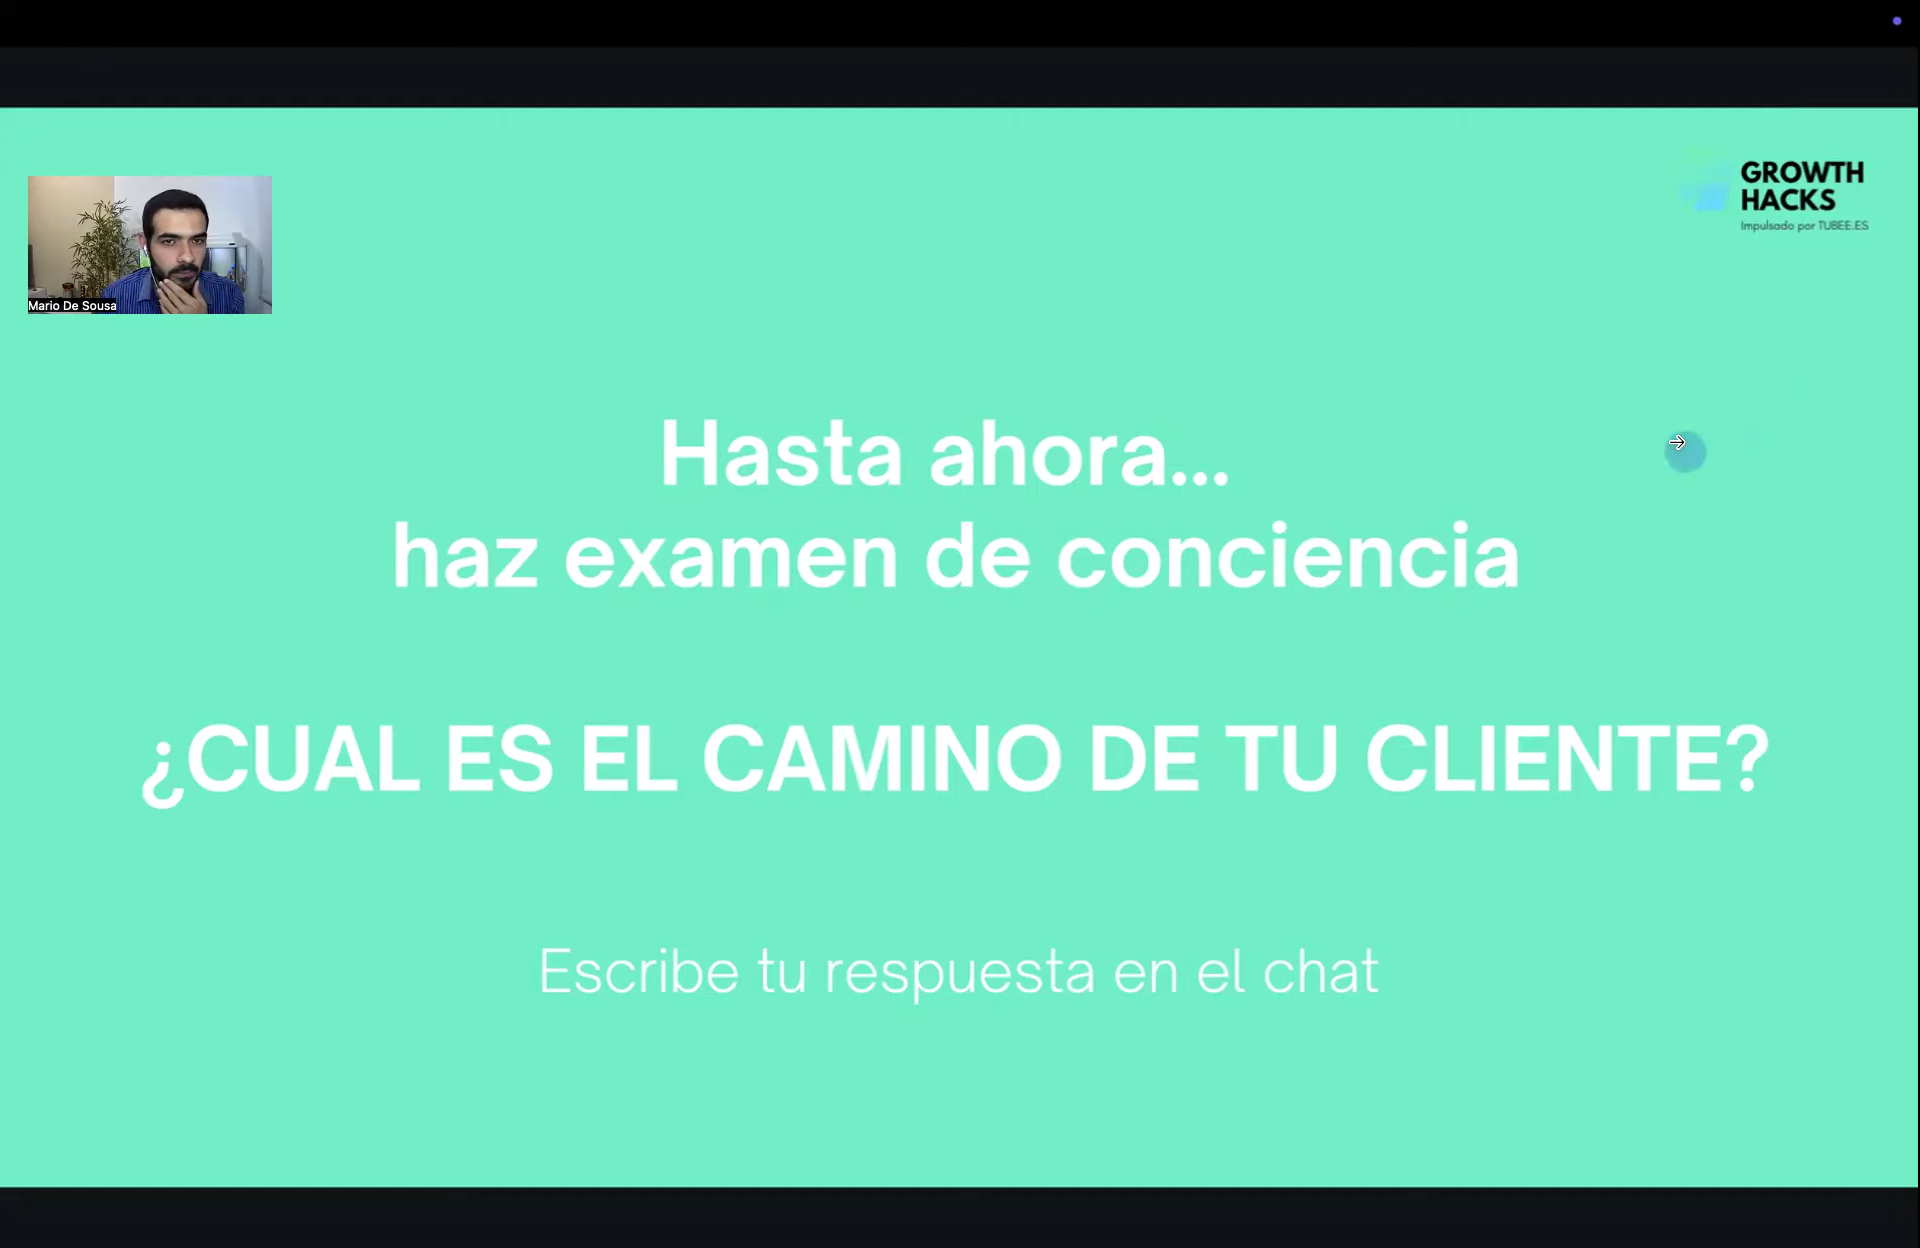 GROWTH
HACKS
Impulsado por TUBEE.ES
Mario De Sousa
Hasta ahora...
haz examen de conciencia
¿CUAL ES EL CAMINO DE TU CLIENTE?
Escribe tu respuesta en el chat